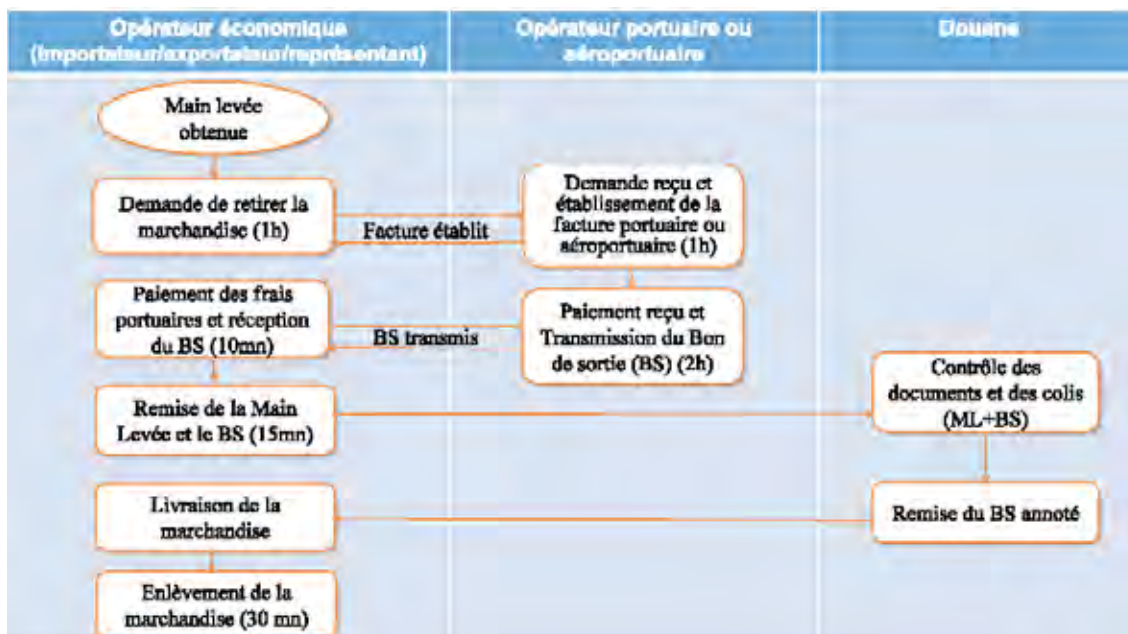 Opérateur économique
(importateur/exportateur/représentant)
Opérateur portuaire ou
aéroportuaire
Douane
Main levée
obtenue
Demande de retirer la
marchandise (1h)
Facture établit
Demande reçu et
établissement de la
facture portuaire ou
aéroportuaire (1h)
Paiement des frais
portuaires et réception
du BS (10mn)
BS transmis
Paiement reçu et
Transmission du Bon
de sortie (BS) (2h)
Remise de la Main
Levée et le BS (15mn)
Contrôle des
documents et des colis
(ML+BS)
Livraison de la
marchandise
Remise du BS annoté
Enlèvement de la
marchandise (30 mn)